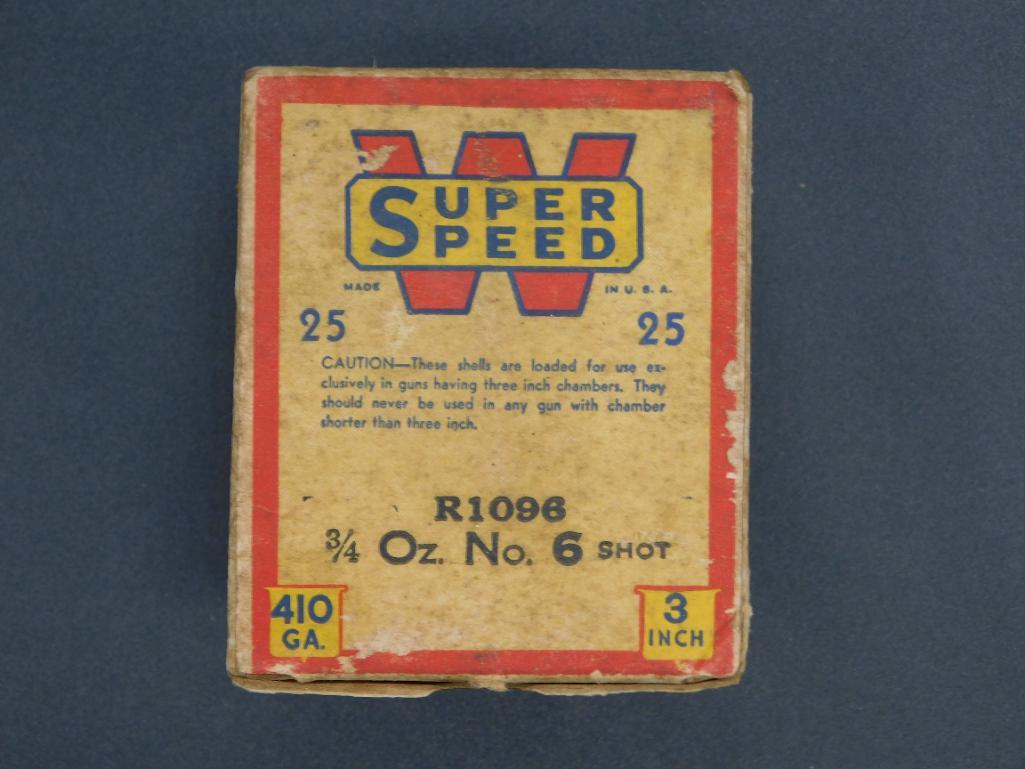 W
SUPER
SPEED
MADE IN U. S. A.
25 25
CAUTION—These shells are loaded for use ex-
clusively in guns having three inch chambers. They
should never be used in any gun with chamber
shorter than three inch.
R1096
3/4 Oz. No. 6 SHOT
410 3
GA. INCH